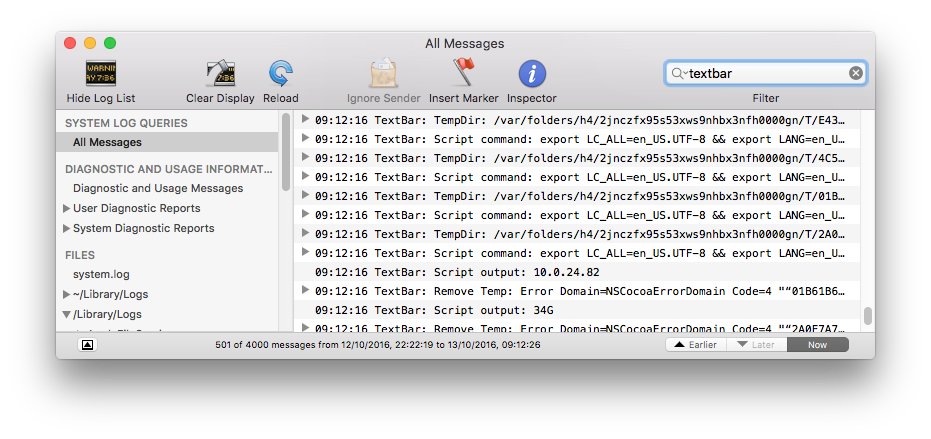 All Messages
WARNIN
AY 7:36
7:36
Hide Log List
Clear Display
Reload
Ignore Sender
Insert Marker
Inspector
textbar
Filter
SYSTEM LOG QUERIES
All Messages
DIAGNOSTIC AND USAGE INFORMAT...
Diagnostic and Usage Messages
User Diagnostic Reports
System Diagnostic Reports
FILES
system.log
~/Library/Logs
/Library/Logs
09:12:16 TextBar: TempDir: /var/folders/h4/2jnczfx95s53xws9nhbx3nfh0000gn/T/E43…
09:12:16 TextBar: Script command: export LC_ALL=en_US.UTF-8 && export LANG=en_U…
09:12:16 TextBar: TempDir: /var/folders/h4/2jnczfx95s53xws9nhbx3nfh0000gn/T/4C5…
09:12:16 TextBar: Script command: export LC_ALL=en_US.UTF-8 && export LANG=en_U…
09:12:16 TextBar: TempDir: /var/folders/h4/2jnczfx95s53xws9nhbx3nfh0000gn/T/01B…
09:12:16 TextBar: Script command: export LC_ALL=en_US.UTF-8 && export LANG=en_U…
09:12:16 TextBar: TempDir: /var/folders/h4/2jnczfx95s53xws9nhbx3nfh0000gn/T/2A0…
09:12:16 TextBar: Script command: export LC_ALL=en_US.UTF-8 && export LANG=en_U…
09:12:16 TextBar: Script output: 10.0.24.82
09:12:16 TextBar: Remove Temp: Error Domain=NSCocoaErrorDomain Code=4 "“01B61B6…
09:12:16 TextBar: Script output: 34G
09:12:16 TextBar: Remove Temp: Error Domain=NSCocoaErrorDomain Code=4 "“2A0E7A7…
501 of 4000 messages from 12/10/2016, 22:22:19 to 13/10/2016, 09:12:26
Earlier
Later
Now